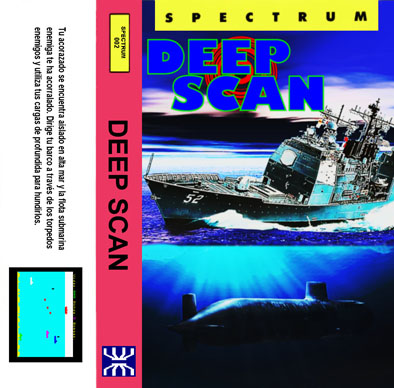 Tu acorazado se encuentra aislado en alta mar y la flota submarina
enemiga te ha acorralado. Dirige tu barco a través de los torpedos
enemigos y utiliza tus cargas de profundida para hundirlos.
SPECTRUM
002
DEEP SCAN
SPECTRUM
DEEP
SCAN
52